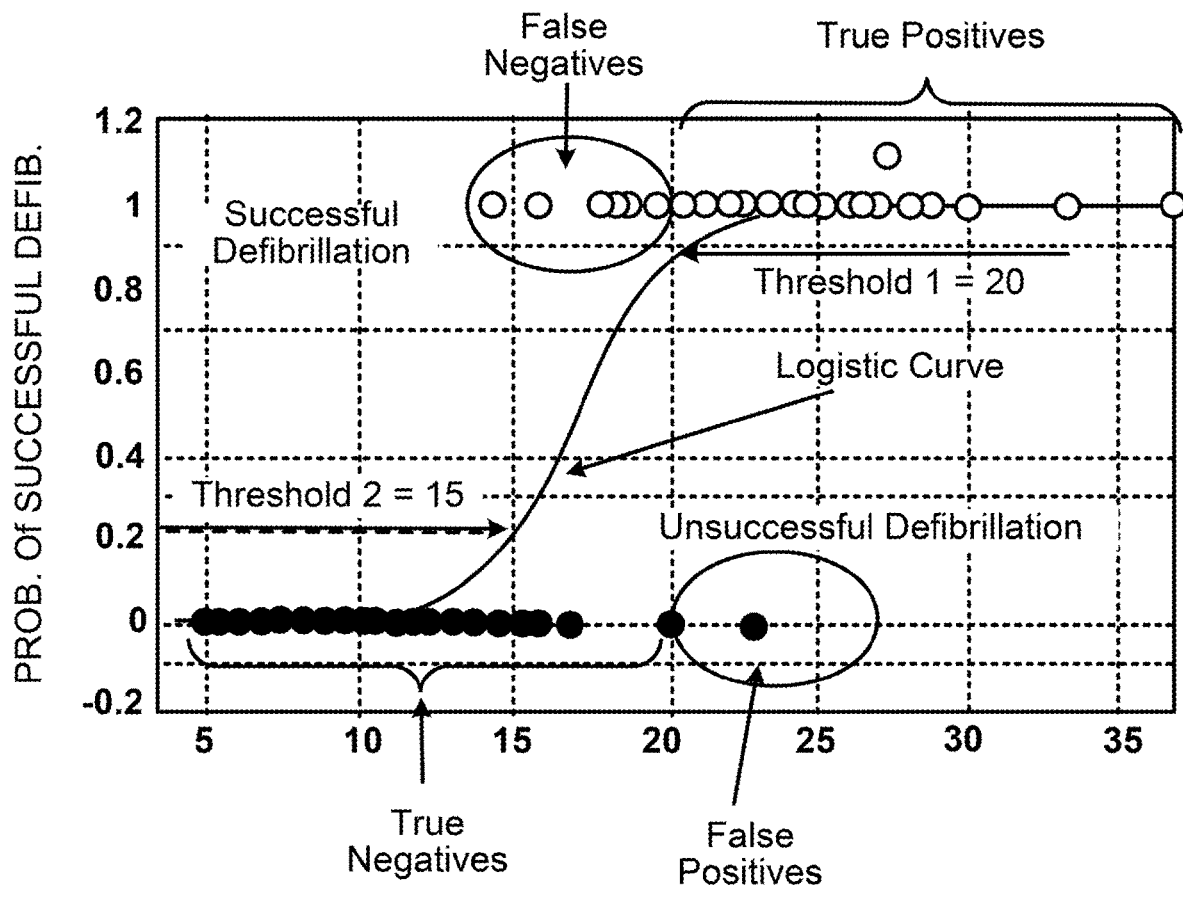 False
Negatives
True Positives
1.2
1
0.8
0.6
0.4
0.2
0
-0.2
PROB. Of SUCCESSFUL DEFIB.
Successful
Defibrillation
Threshold 1 = 20
Logistic Curve
Threshold 2 = 15
Unsuccessful Defibrillation
5 10 15 20 25 30 35
True
Negatives
False
Positives